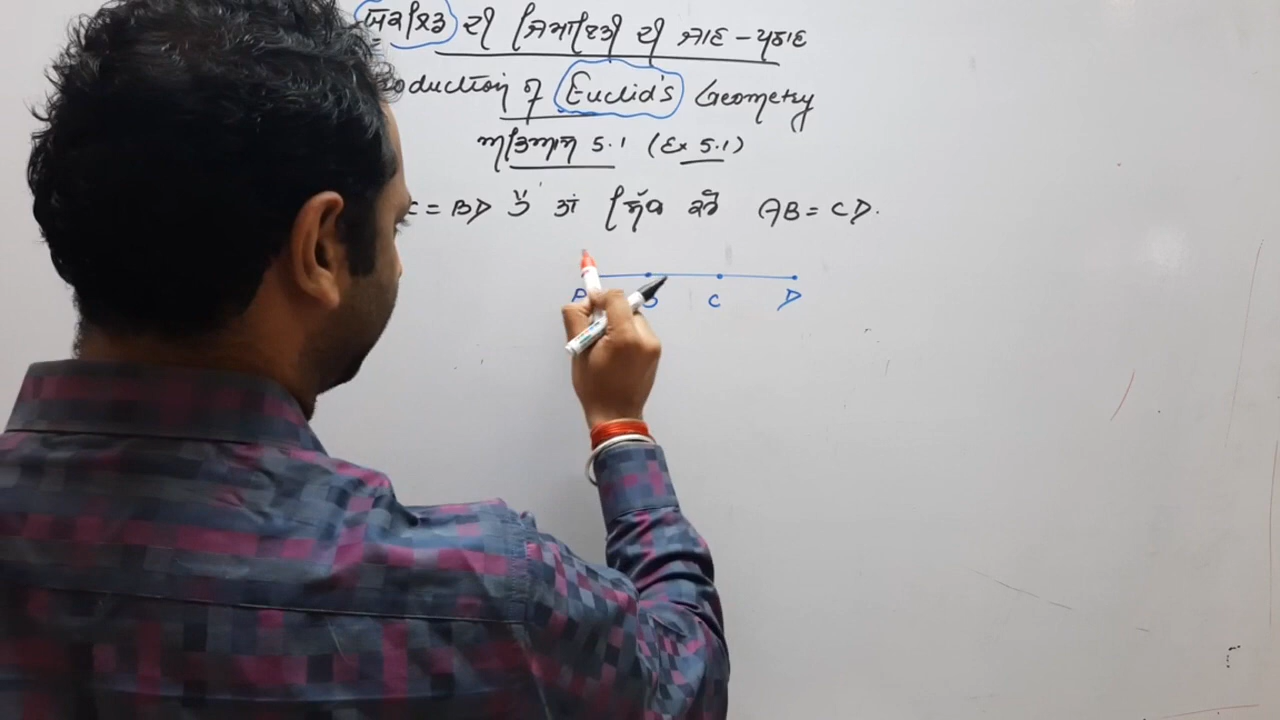 ਯੂਕਲਿਡ ਦੀ ਜਿਆਮਿਤੀ ਦੀ ਜਾਣ-ਪਛਾਣ
oduction of Euclid's Geometry
ਅਭਿਆਸ 5.1 (Ex 5.1)
C = BD ਹੈ ਤਾਂ ਸਿੱਧ ਕਰੋ AB = CD.
C D